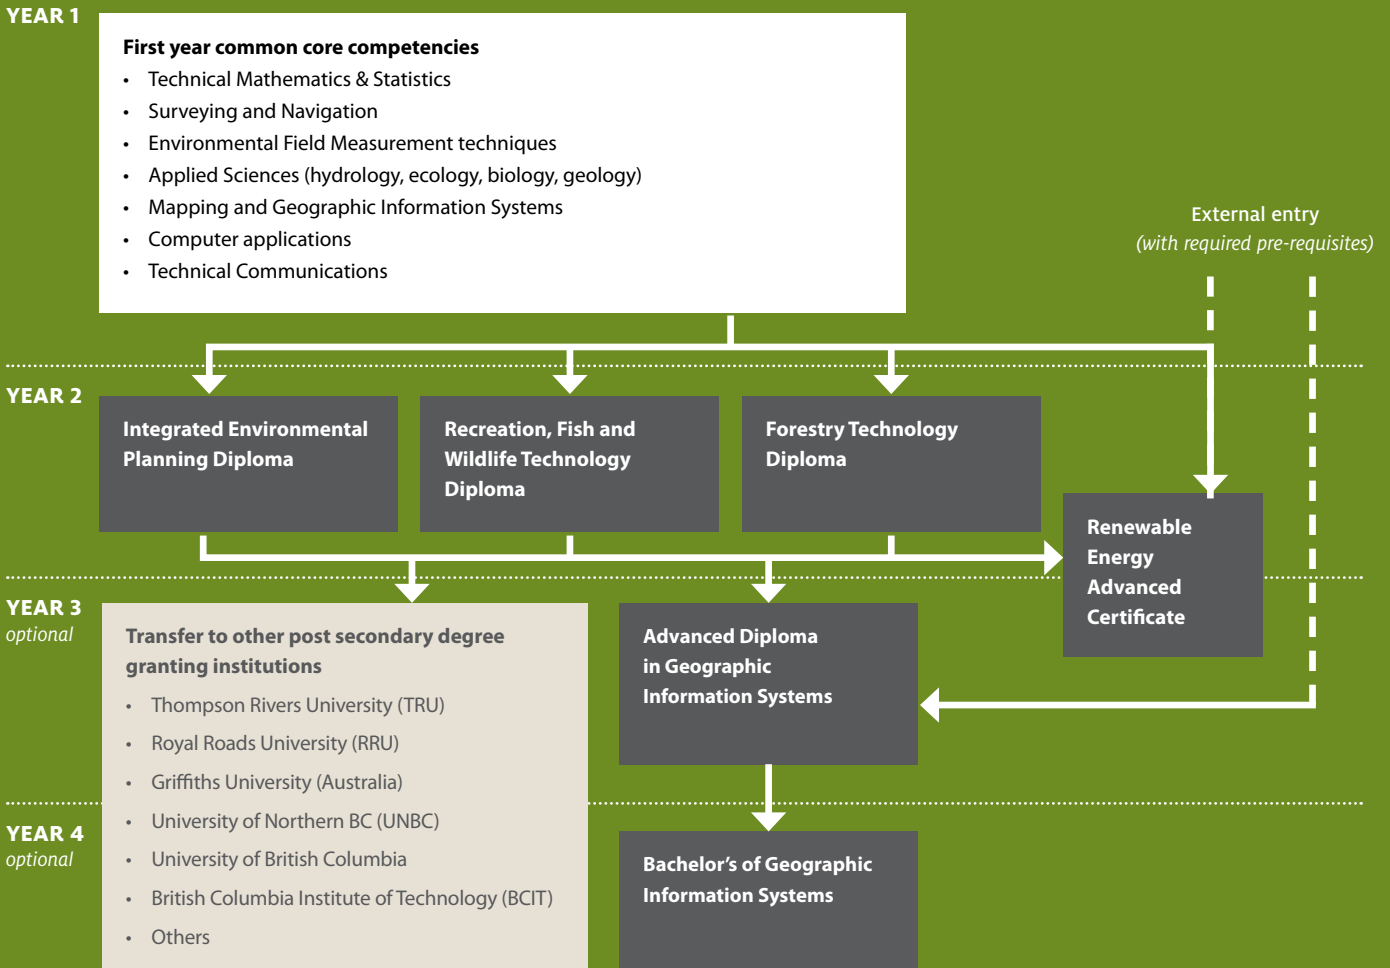 YEAR 1
First year common core competencies
• Technical Mathematics & Statistics
• Surveying and Navigation
• Environmental Field Measurement techniques
• Applied Sciences (hydrology, ecology, biology, geology)
• Mapping and Geographic Information Systems
• Computer applications
• Technical Communications
External entry
(with required pre-requisites)
YEAR 2
Integrated Environmental
Planning Diploma
Recreation, Fish and
Wildlife Technology
Diploma
Forestry Technology
Diploma
Renewable
Energy
Advanced
Certificate
YEAR 3
optional
Transfer to other post secondary degree
granting institutions
• Thompson Rivers University (TRU)
• Royal Roads University (RRU)
• Griffiths University (Australia)
• University of Northern BC (UNBC)
• University of British Columbia
• British Columbia Institute of Technology (BCIT)
• Others
Advanced Diploma
in Geographic
Information Systems
YEAR 4
optional
Bachelor's of Geographic
Information Systems